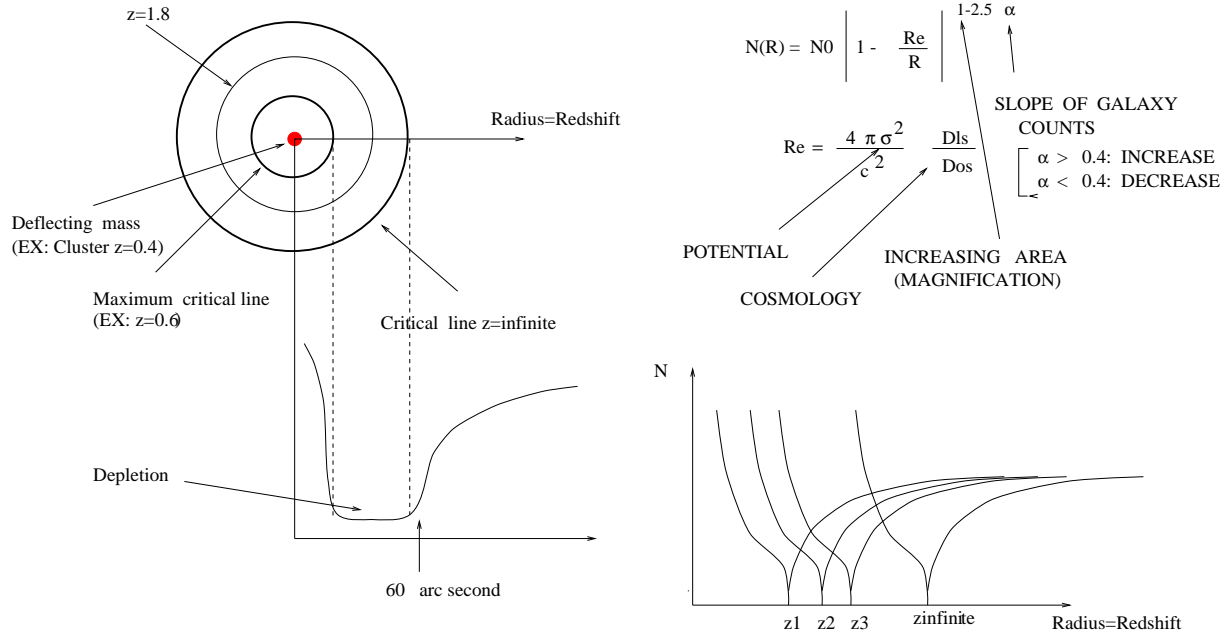 z=1.8
Radius=Redshift
Deflecting mass
(EX: Cluster z=0.4)
Maximum critical line
(EX: z=0.6)
Critical line z=infinite
Depletion
60 arc second
N(R) = N0 | 1 - Re/R | 1-2.5 α
SLOPE OF GALAXY
COUNTS
α > 0.4: INCREASE
α < 0.4: DECREASE
Re = 4 π σ² / c² Dls / Dos
POTENTIAL
COSMOLOGY
INCREASING AREA
(MAGNIFICATION)
N
z1 z2 z3 zinfinite Radius=Redshift